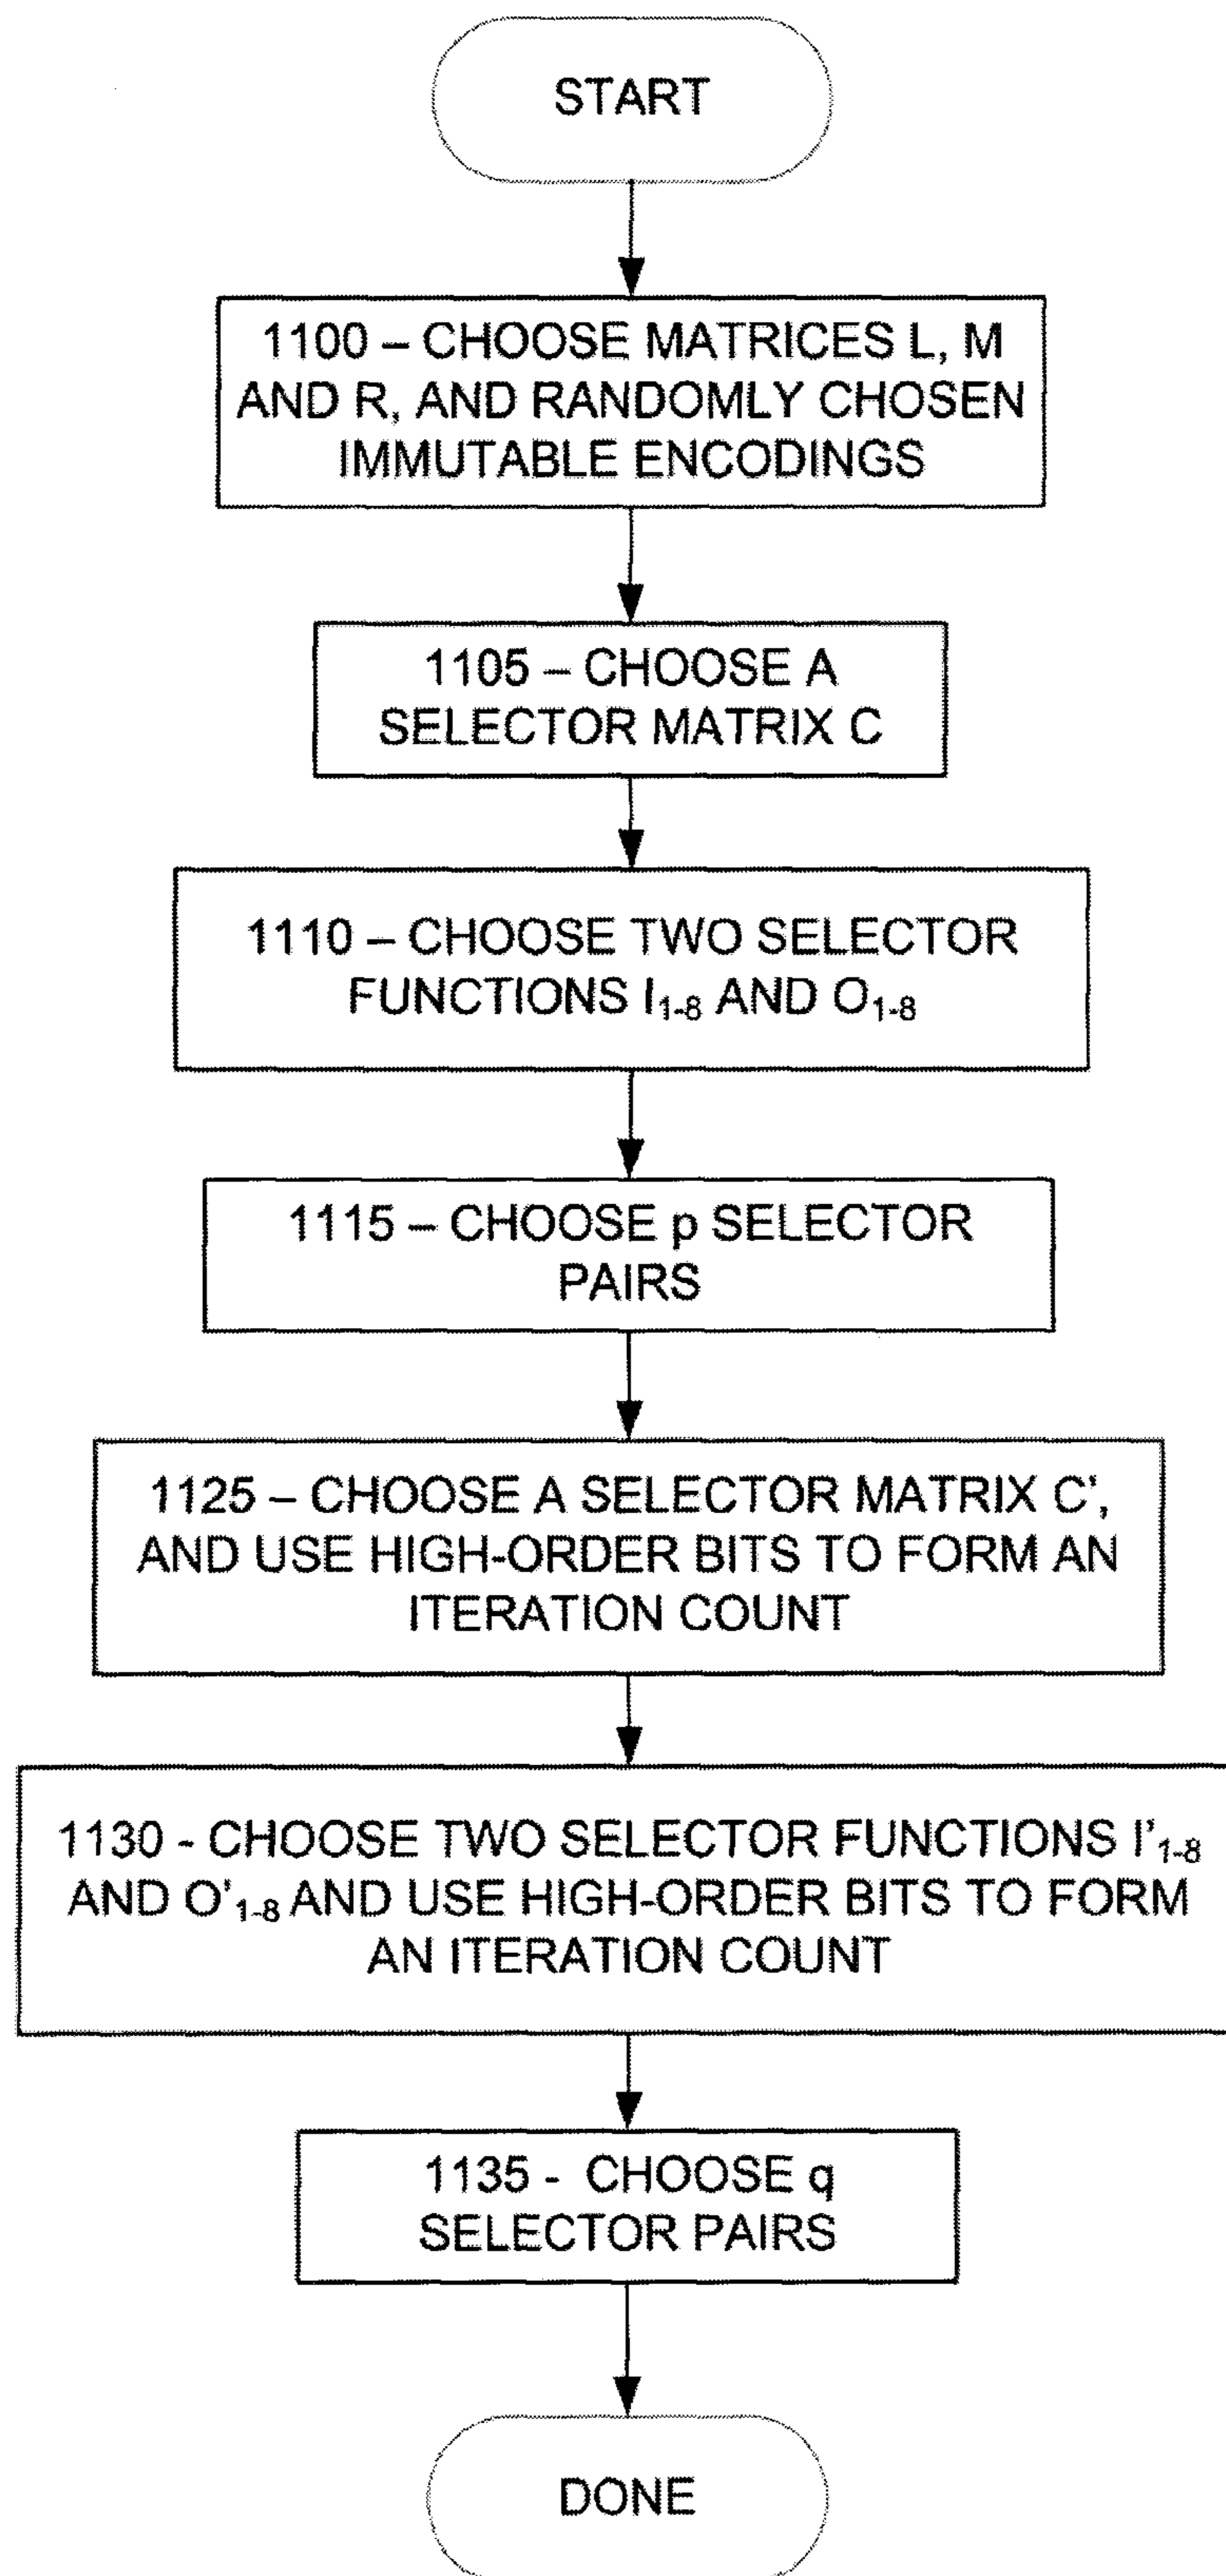 START
1100 – CHOOSE MATRICES L, M
AND R, AND RANDOMLY CHOSEN
IMMUTABLE ENCODINGS
1105 – CHOOSE A
SELECTOR MATRIX C
1110 – CHOOSE TWO SELECTOR
FUNCTIONS I1-8 AND O1-8
1115 – CHOOSE p SELECTOR
PAIRS
1125 – CHOOSE A SELECTOR MATRIX C',
AND USE HIGH-ORDER BITS TO FORM AN
ITERATION COUNT
1130 - CHOOSE TWO SELECTOR FUNCTIONS I'1-8
AND O'1-8 AND USE HIGH-ORDER BITS TO FORM
AN ITERATION COUNT
1135 - CHOOSE q
SELECTOR PAIRS
DONE